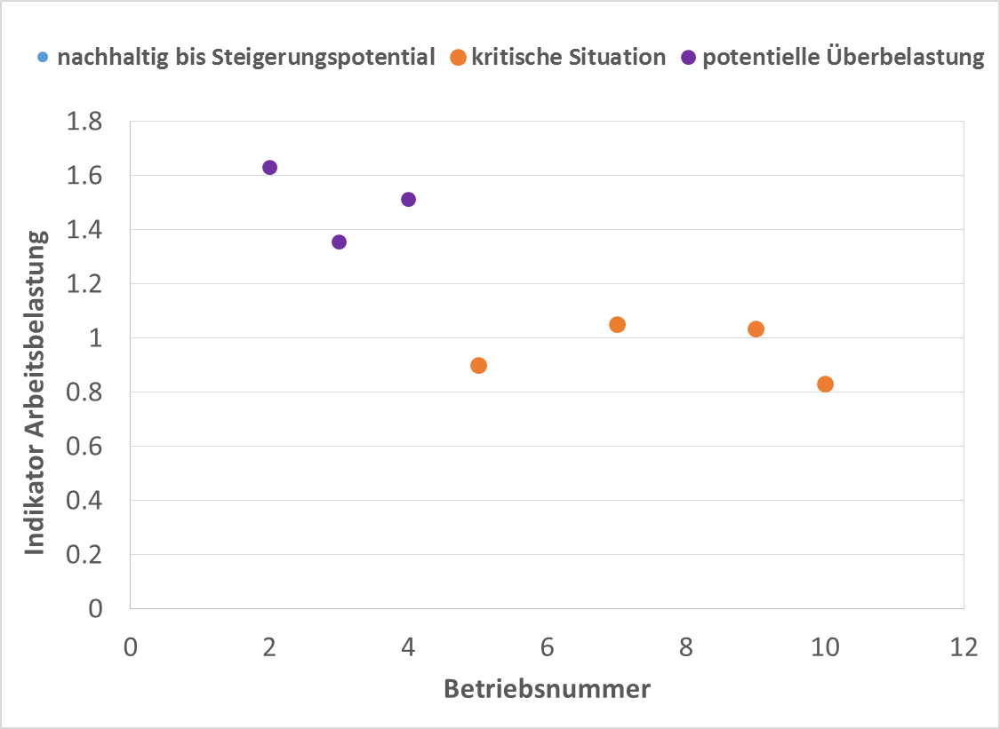 nachhaltig bis Steigerungspotential kritische Situation potentielle Überbelastung
1.8
1.6
1.4
1.2
1
0.8
0.6
0.4
0.2
0
Indikator Arbeitsbelastung
0 2 4 6 8 10 12
Betriebsnummer